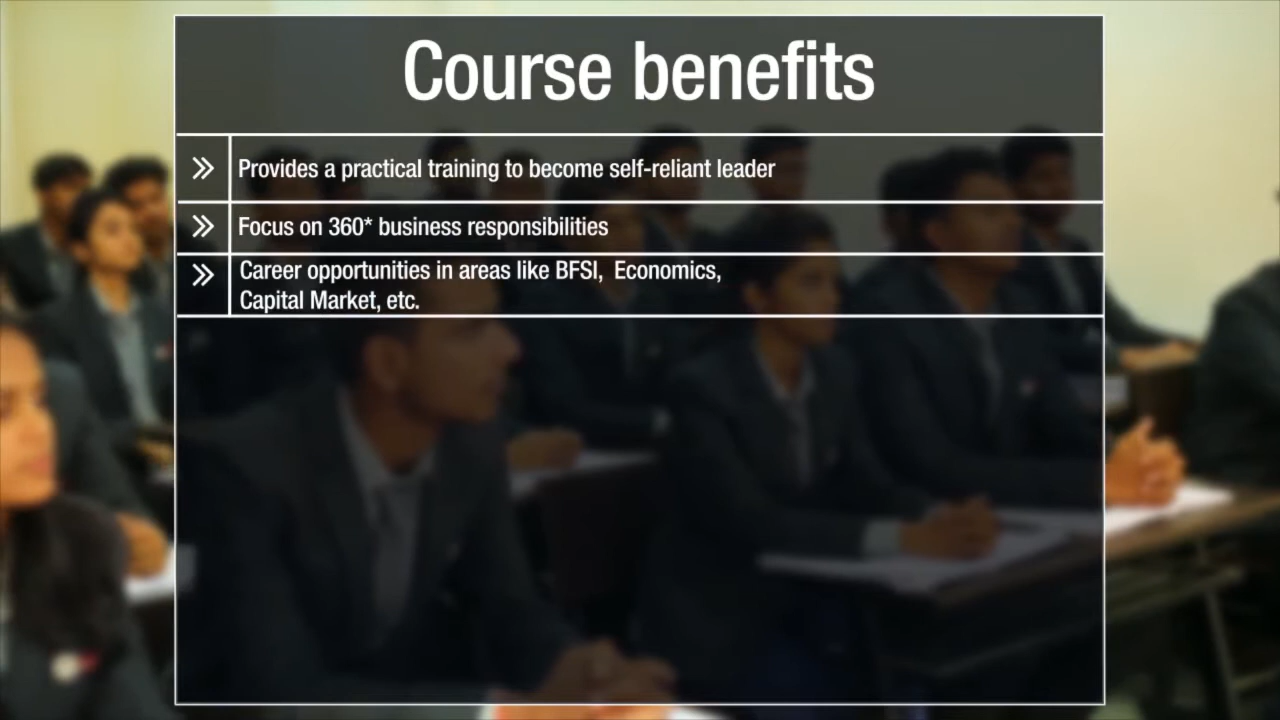 Course benefits
Provides a practical training to become self-reliant leader
Focus on 360* business responsibilities
Career opportunities in areas like BFSI,  Economics,
Capital Market, etc.